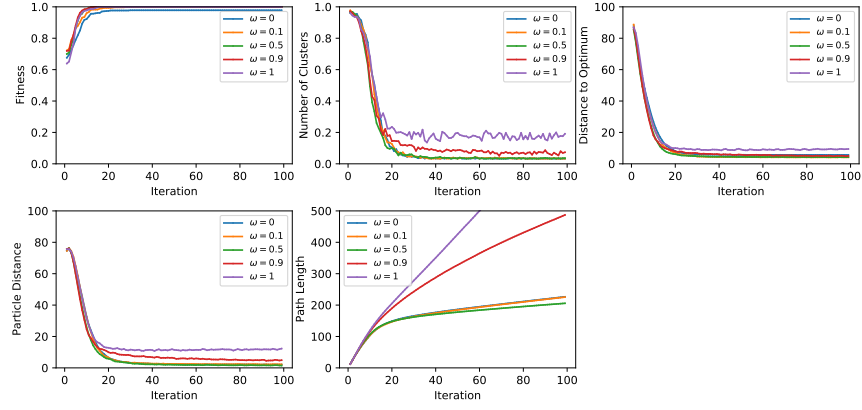 1.0
0.8
0.6
0.4
0.2
0.0
Fitness
0 20 40 60 80 100
Iteration
ω = 0
ω = 0.1
ω = 0.5
ω = 0.9
ω = 1
1.0
0.8
0.6
0.4
0.2
0.0
Number of Clusters
0 20 40 60 80 100
Iteration
ω = 0
ω = 0.1
ω = 0.5
ω = 0.9
ω = 1
100
80
60
40
20
0
Distance to Optimum
0 20 40 60 80 100
Iteration
ω = 0
ω = 0.1
ω = 0.5
ω = 0.9
ω = 1
100
80
60
40
20
0
Particle Distance
0 20 40 60 80 100
Iteration
ω = 0
ω = 0.1
ω = 0.5
ω = 0.9
ω = 1
500
400
300
200
100
0
Path Length
0 20 40 60 80 100
Iteration
ω = 0
ω = 0.1
ω = 0.5
ω = 0.9
ω = 1